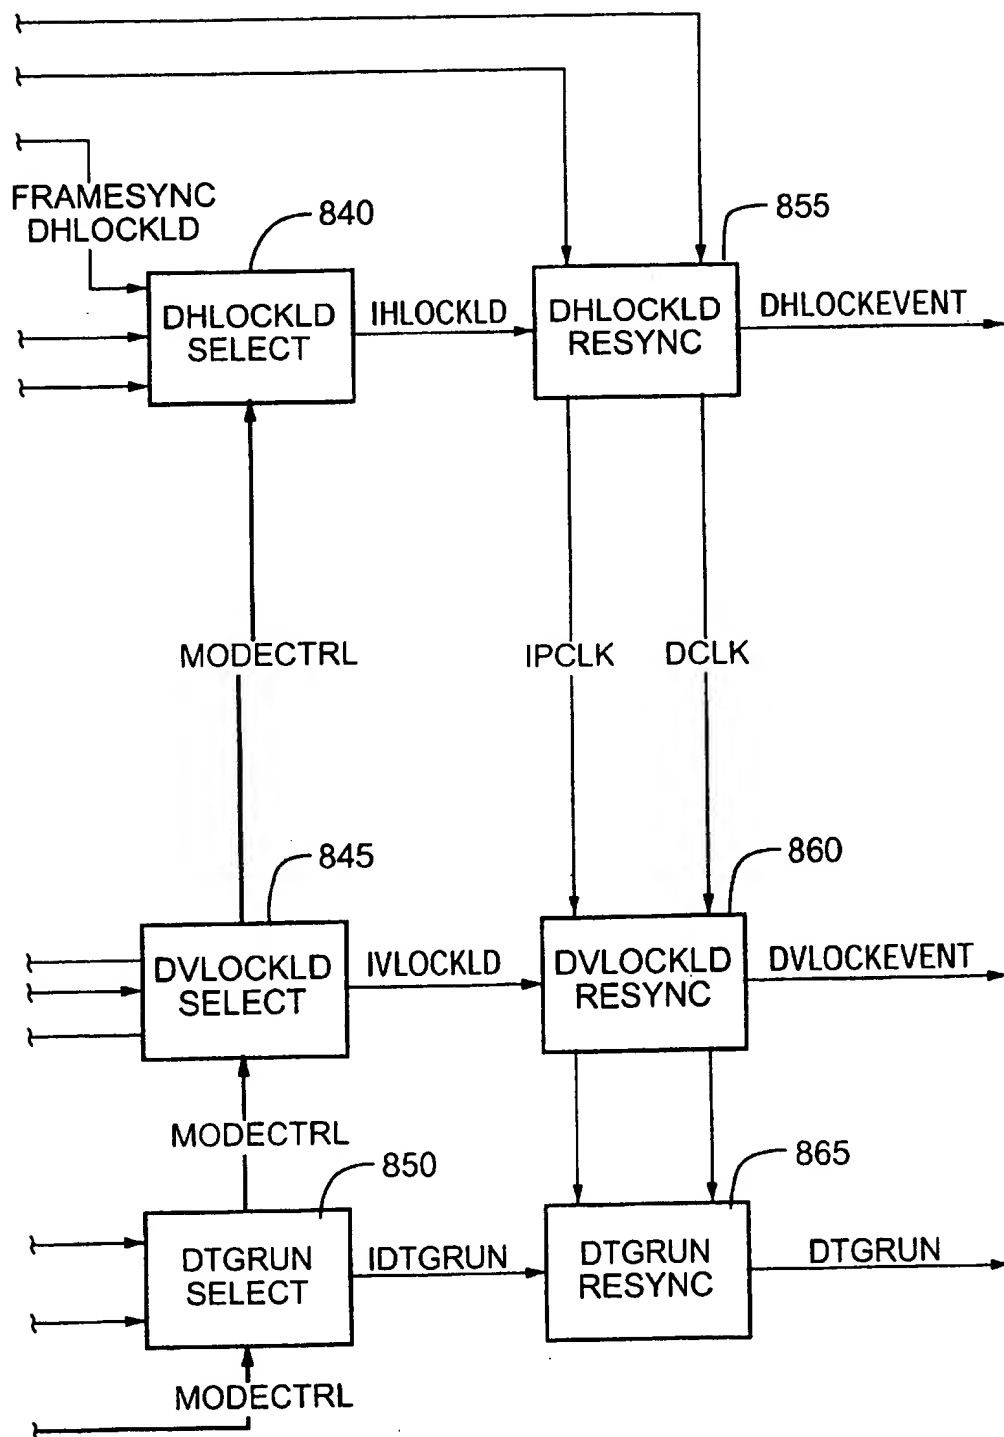 FRAMESYNC
DHLOCKLD
840
855
DHLOCKLD
SELECT
IHLOCKLD
DHLOCKLD
RESYNC
DHLOCKEVENT
MODECTRL
IPCLK
DCLK
845
860
DVLOCKLD
SELECT
IVLOCKLD
DVLOCKLD
RESYNC
DVLOCKEVENT
MODECTRL
850
865
DTGRUN
SELECT
IDTGRUN
DTGRUN
RESYNC
DTGRUN
MODECTRL